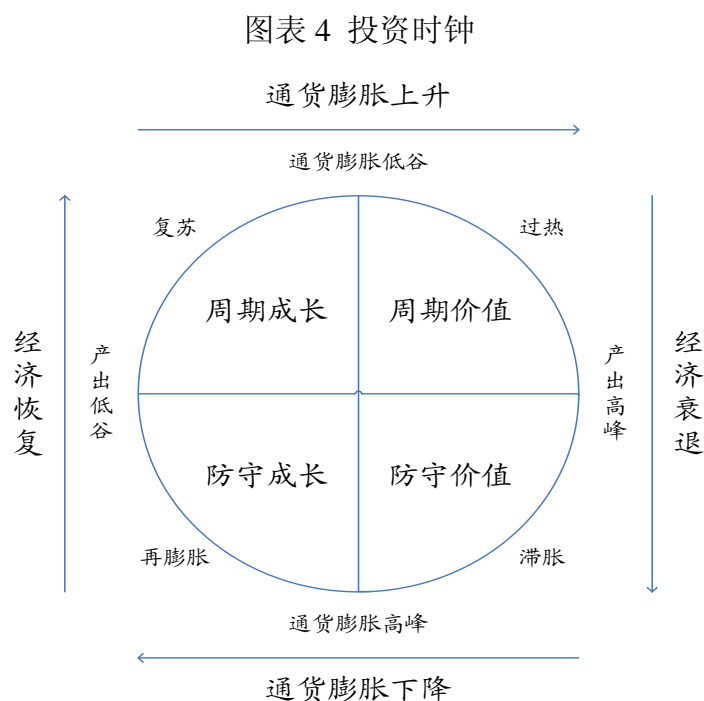 图表 4 投资时钟
通货膨胀上升
通货膨胀低谷
复苏
过热
周期成长
周期价值
经济恢复
产出低谷
产出高峰
经济衰退
防守成长
防守价值
再膨胀
滞胀
通货膨胀高峰
通货膨胀下降